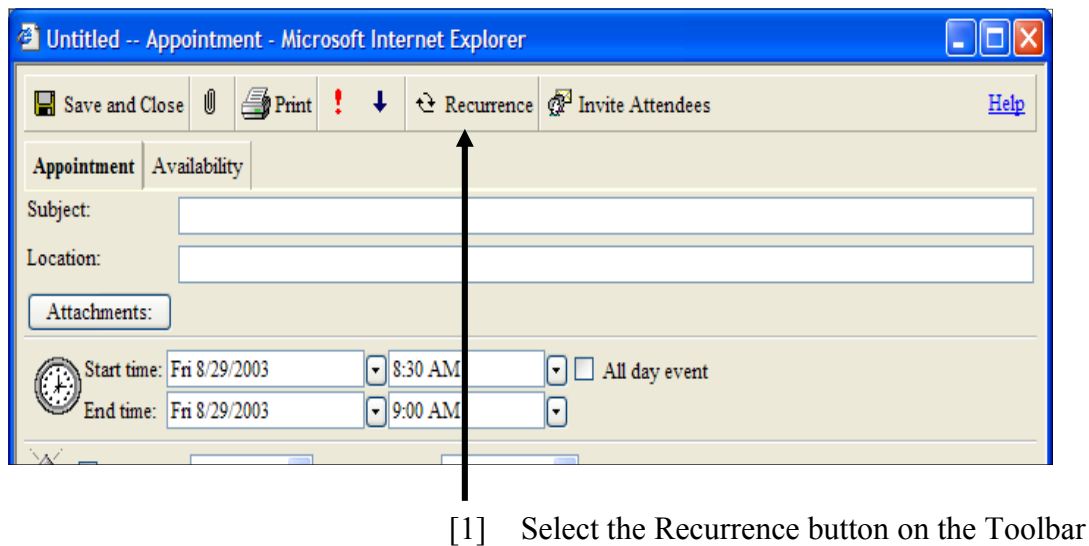 Untitled -- Appointment - Microsoft Internet Explorer
Save and Close Print ! Recurrence Invite Attendees Help
Appointment Availability
Subject:
Location:
Attachments:
Start time: Fri 8/29/2003 8:30 AM All day event
End time: Fri 8/29/2003 9:00 AM
[1] Select the Recurrence button on the Toolbar